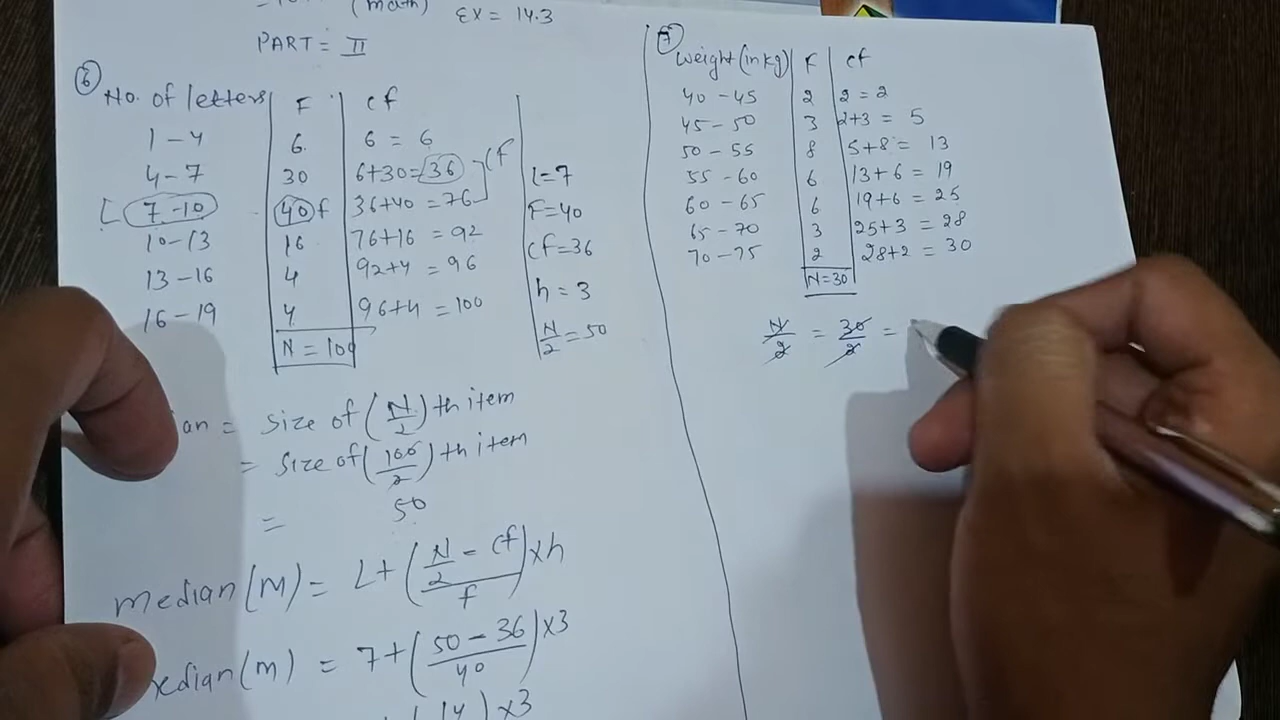 (math) EX = 14.3
PART = II
6
No. of letters F cf
1 – 4 6 6 = 6
4 – 7 30 6+30 = 36 cf
L 7 – 10 40 f 36+40 = 76
10 – 13 16 76+16 = 92
13 – 16 4 92+4 = 96
16 – 19 4 96+4 = 100
N = 100
l = 7
F = 40
cf = 36
h = 3
N/2 = 50
an = Size of (N/2) th item
= Size of (100/2) th item
= 50
median (M) = L + (N/2 – cf / f) × h
edian (m) = 7 + (50 – 36 / 40) × 3
14 ) × 3
7
Weight (in kg) F cf
40 – 45 2 2 = 2
45 – 50 3 2+3 = 5
50 – 55 8 5+8 = 13
55 – 60 6 13+6 = 19
60 – 65 6 19+6 = 25
65 – 70 3 25+3 = 28
70 – 75 2 28+2 = 30
N = 30
N/2 = 30/2 =